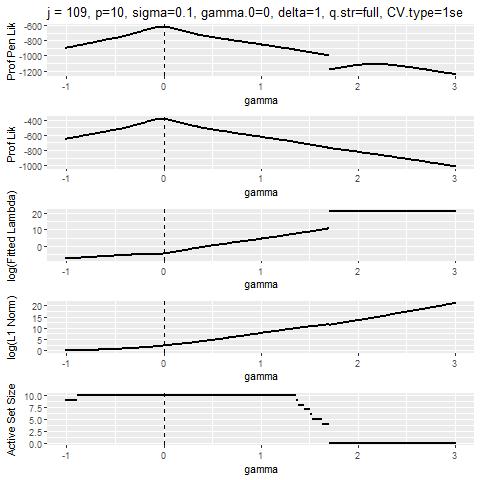 j = 109, p=10, sigma=0.1, gamma.0=0, delta=1, q.str=full, CV.type=1se
Prof Pen Lik
-600
-800
-1000
-1200
-1 0 1 2 3
gamma
Prof Lik
-400
-600
-800
-1000
-1 0 1 2 3
gamma
log(Fitted Lambda)
20
10
0
-1 0 1 2 3
gamma
log(L1 Norm)
20
15
10
5
0
-1 0 1 2 3
gamma
Active Set Size
10.0
7.5
5.0
2.5
0.0
-1 0 1 2 3
gamma